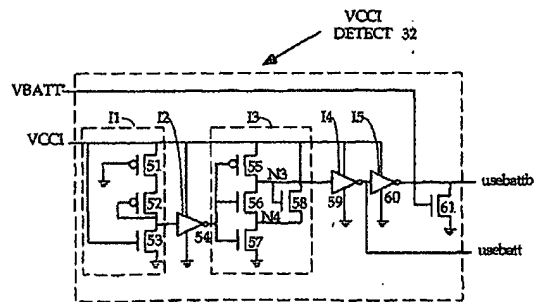 VCCI
DETECT 32
VBATT
I1
I2
I3
I4
I5
VCCI
51
55
52
N3
56
58
59
60
usebattb
53
54
N4
61
57
usebatt